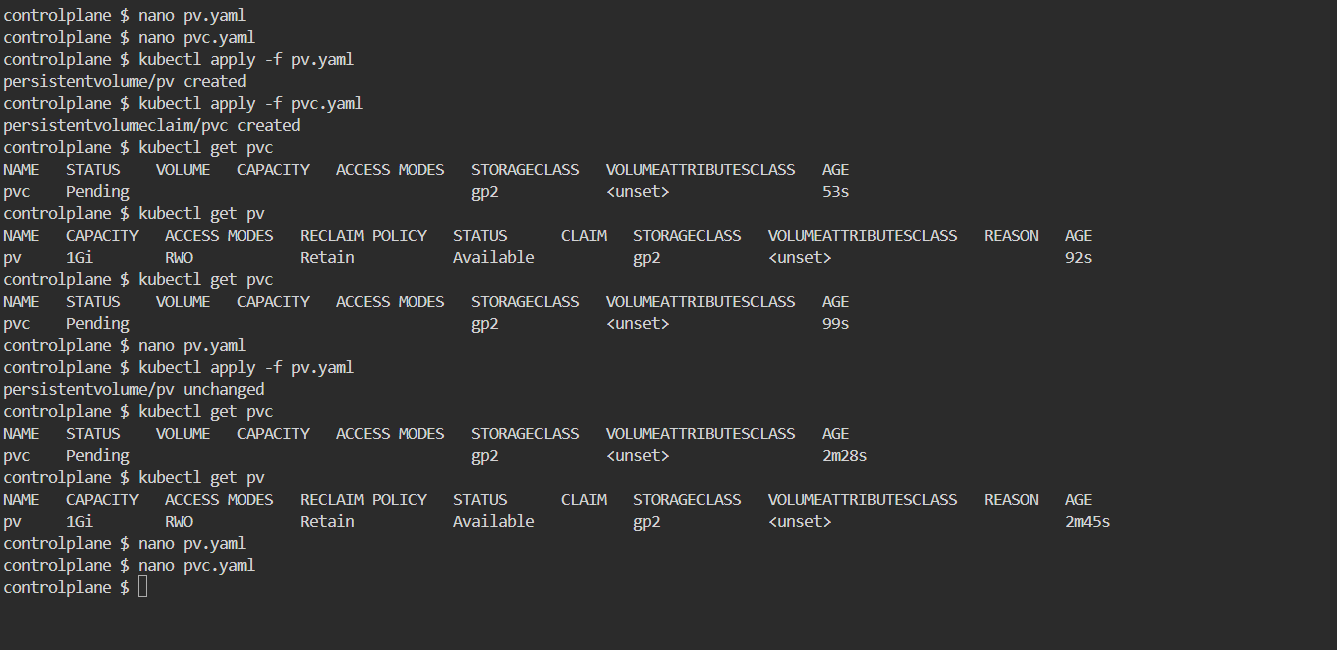 controlplane $ nano pv.yaml
controlplane $ nano pvc.yaml
controlplane $ kubectl apply -f pv.yaml
persistentvolume/pv created
controlplane $ kubectl apply -f pvc.yaml
persistentvolumeclaim/pvc created
controlplane $ kubectl get pvc
NAME   STATUS    VOLUME   CAPACITY   ACCESS MODES   STORAGECLASS   VOLUMEATTRIBUTESCLASS   AGE
pvc    Pending                                      gp2            <unset>                 53s
controlplane $ kubectl get pv
NAME   CAPACITY   ACCESS MODES   RECLAIM POLICY   STATUS      CLAIM   STORAGECLASS   VOLUMEATTRIBUTESCLASS   REASON   AGE
pv     1Gi        RWO            Retain           Available           gp2            <unset>                          92s
controlplane $ kubectl get pvc
NAME   STATUS    VOLUME   CAPACITY   ACCESS MODES   STORAGECLASS   VOLUMEATTRIBUTESCLASS   AGE
pvc    Pending                                      gp2            <unset>                 99s
controlplane $ nano pv.yaml
controlplane $ kubectl apply -f pv.yaml
persistentvolume/pv unchanged
controlplane $ kubectl get pvc
NAME   STATUS    VOLUME   CAPACITY   ACCESS MODES   STORAGECLASS   VOLUMEATTRIBUTESCLASS   AGE
pvc    Pending                                      gp2            <unset>                 2m28s
controlplane $ kubectl get pv
NAME   CAPACITY   ACCESS MODES   RECLAIM POLICY   STATUS      CLAIM   STORAGECLASS   VOLUMEATTRIBUTESCLASS   REASON   AGE
pv     1Gi        RWO            Retain           Available           gp2            <unset>                          2m45s
controlplane $ nano pv.yaml
controlplane $ nano pvc.yaml
controlplane $